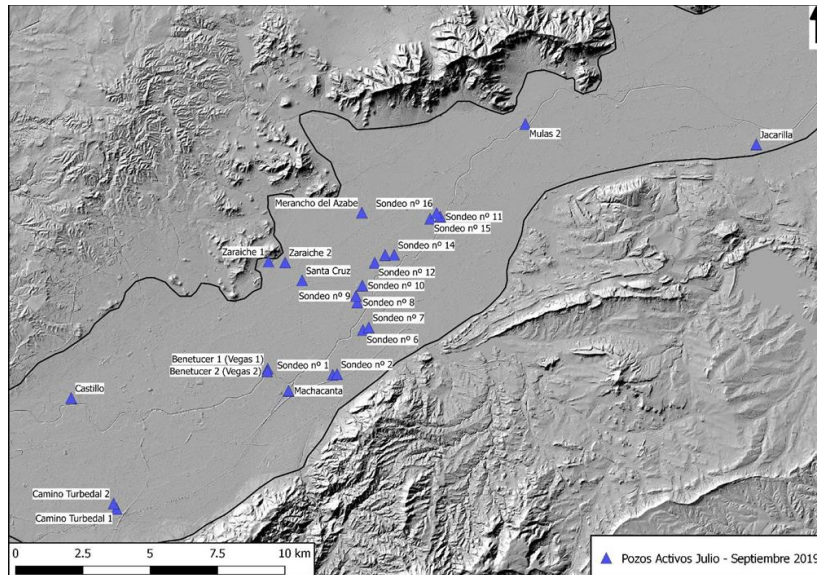 Mulas 2
Jacarilla
Merancho del Azabe
Sondeo nº 16
Sondeo nº 11
Sondeo nº 15
Zaraiche 1
Zaraiche 2
Sondeo nº 14
Sondeo nº 12
Santa Cruz
Sondeo nº 10
Sondeo nº 9
Sondeo nº 8
Sondeo nº 7
Sondeo nº 6
Benetucer 1 (Vegas 1)
Sondeo nº 1
Sondeo nº 2
Benetucer 2 (Vegas 2)
Castillo
Machacanta
Camino Turbedal 2
Camino Turbedal 1
0 2.5 5 7.5 10 km
Pozos Activos Julio - Septiembre 2019